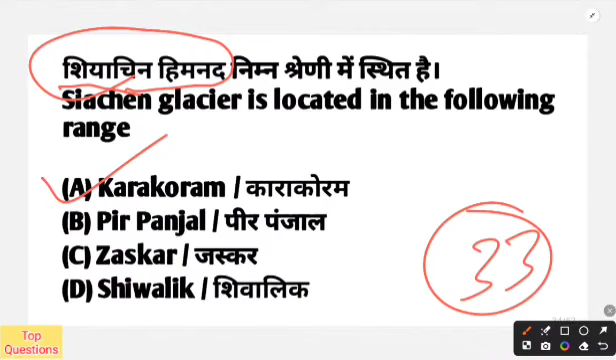 शियाचिन हिमनद निम्न श्रेणी में स्थित है।
Siachen glacier is located in the following
range
(A) Karakoram / काराकोरम
(B) Pir Panjal / पीर पंजाल
(C) Zaskar / जस्कर
(D) Shiwalik / शिवालिक
33
Top
Questions